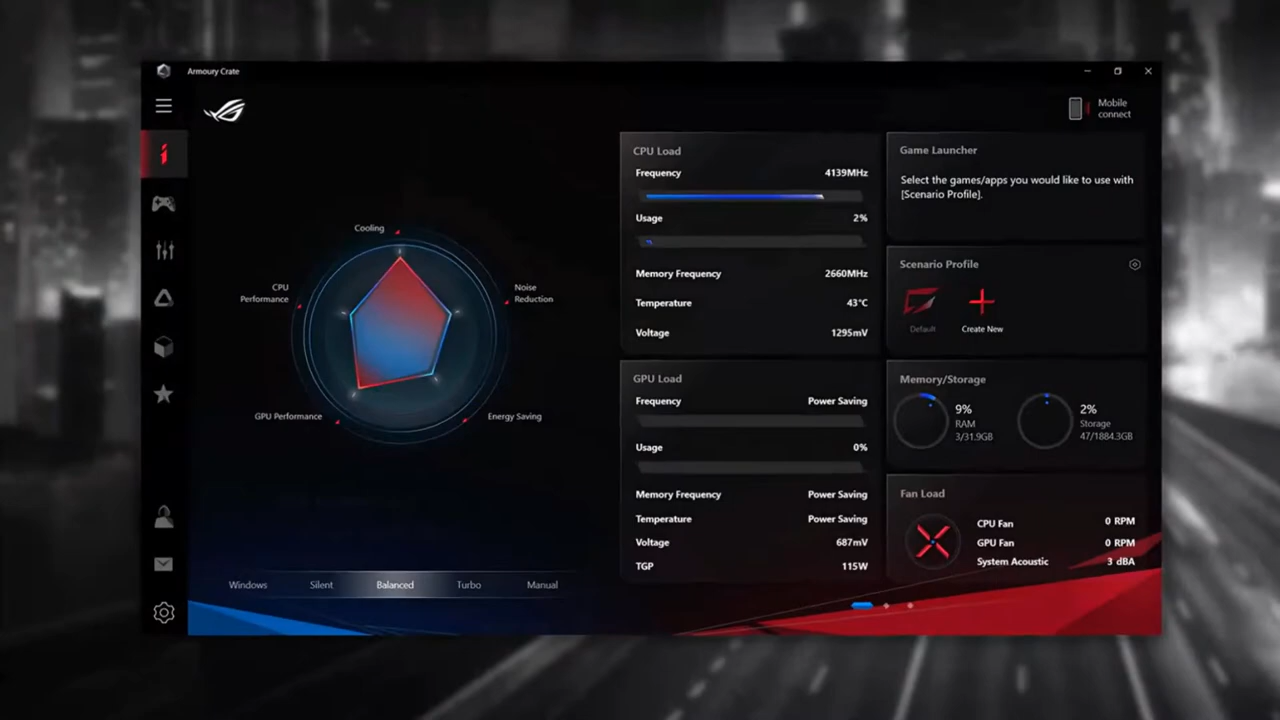 Armoury Crate
Mobile
connect
Cooling
CPU
Performance
Noise
Reduction
GPU Performance
Energy Saving
Windows
Silent
Balanced
Turbo
Manual
CPU Load
Frequency 4139MHz
Usage 2%
Memory Frequency 2660MHz
Temperature 43°C
Voltage 1295mV
GPU Load
Frequency Power Saving
Usage 0%
Memory Frequency Power Saving
Temperature Power Saving
Voltage 687mV
TGP 115W
Game Launcher
Select the games/apps you would like to use with
[Scenario Profile].
Scenario Profile
Default
Create New
Memory/Storage
9%
RAM
3/31.9GB
2%
Storage
47/1884.3GB
Fan Load
CPU Fan 0 RPM
GPU Fan 0 RPM
System Acoustic 3 dBA